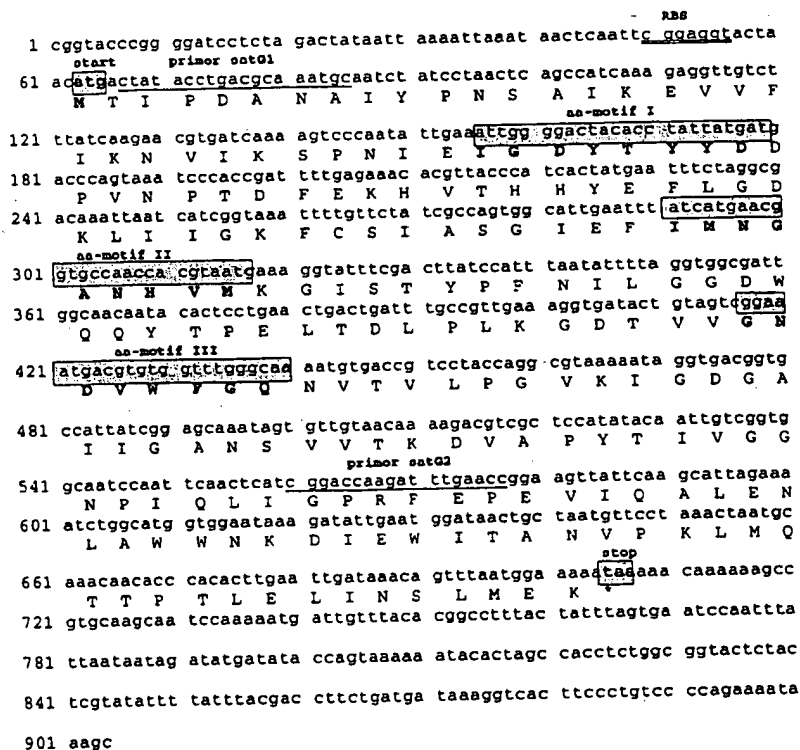 RBS
1 cggtacccgg ggatcctcta gactataatt aaaattaaat aactcaattc ggaggtacta
start primor satG1
61 acatgactat acctgacgca aatgcaatct atcctaactc agccatcaaa gaggttgtct
M T I P D A N A I Y P N S A I K E V V F
aa-motif I
121 ttatcaagaa cgtgatcaaa agtcccaata ttgaaattgg ggactacacc tattatgatg
I K N V I K S P N I E I G D Y T Y Y D D
181 acccagtaaa tcccaccgat tttgagaaac acgttaccca tcactatgaa tttctaggcg
P V N P T D F E K H V T H H Y E F L G D
241 acaaattaat catcggtaaa ttttgttcta tcgccagtgg cattgaattt atcatgaacg
K L I I G K F C S I A S G I E F I M N G
aa-motif II
301 gtgccaacca cgtaatgaaa ggtatttcga cttatccatt taatatttta ggtggcgatt
A N H V M K G I S T Y P F N I L G G D W
361 ggcaacaata cactcctgaa ctgactgatt tgccgttgaa aggtgatact gtagtcggaa
Q Q Y T P E L T D L P L K G D T V V G N
aa-motif III
421 atgacgtgtg gtttgggcaa aatgtgaccg tcctaccagg cgtaaaaata ggtgacggtg
D V W F G Q N V T V L P G V K I G D G A
481 ccattatcgg agcaaatagt gttgtaacaa aagacgtcgc tccatataca attgtcggtg
I I G A N S V V T K D V A P Y T I V G G
541 gcaatccaat tcaactcatc ggaccaagat ttgaaccgga agttattcaa gcattagaaa
primor satG2
N P I Q L I G P R F E P E V I Q A L E N
601 atctggcatg gtggaataaa gatattgaat ggataactgc taatgttcct aaactaatgc
L A W W N K D I E W I T A N V P K L M Q
stop
661 aaacaacacc cacacttgaa ttgataaaca gtttaatgga aaaataaaaa caaaaaagcc
T T P T L E L I N S L M E K *
721 gtgcaagcaa tccaaaaatg attgtttaca cggcctttac tatttagtga atccaattta
781 ttaataatag atatgatata ccagtaaaaa atacactagc cacctctggc ggtactctac
841 tcgtatattt tatttacgac cttctgatga taaaggtcac ttccctgtcc ccagaaaata
901 aagc